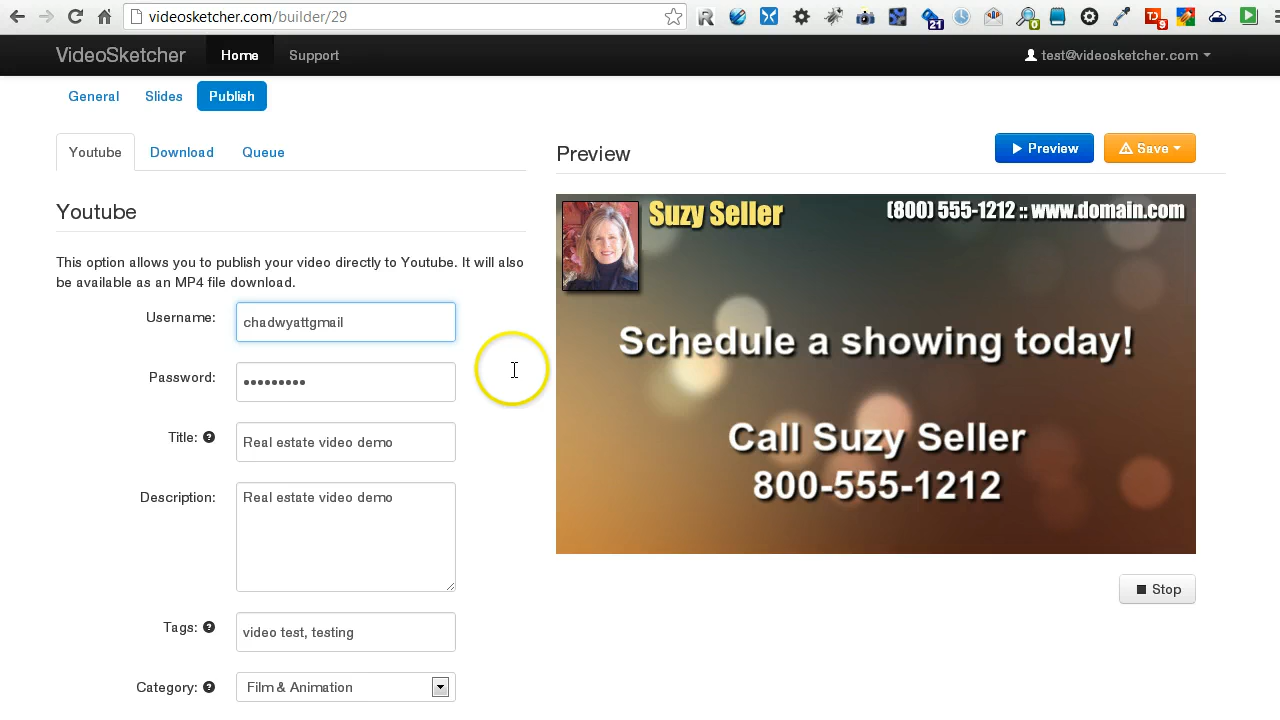 videosketcher.com/builder/29
21
0
9
VideoSketcher Home Support test@videosketcher.com
General Slides Publish
Youtube Download Queue
Preview Preview Save
Youtube
This option allows you to publish your video directly to Youtube. It will also
be available as an MP4 file download.
Username: chadwyattgmail
Password: •••••••••
Title: Real estate video demo
Description: Real estate video demo
Tags: video test, testing
Category: Film & Animation
Suzy Seller
(800) 555-1212 :: www.domain.com
Schedule a showing today!
Call Suzy Seller
800-555-1212
Stop